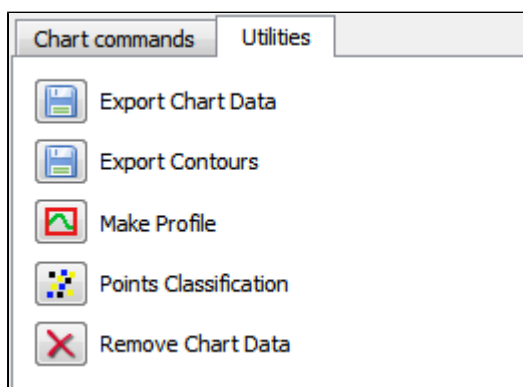 Chart commands Utilities
Export Chart Data
Export Contours
Make Profile
Points Classification
Remove Chart Data